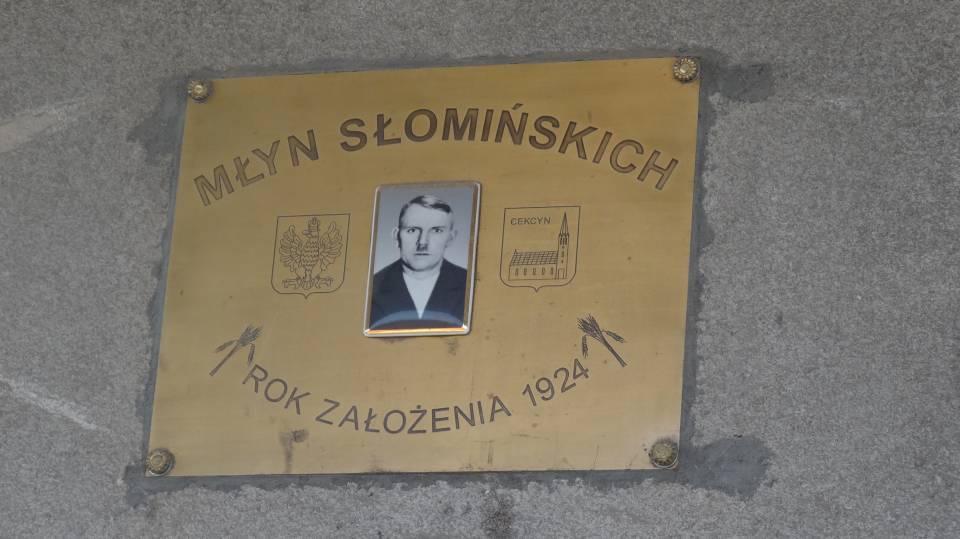 MŁYN SŁOMIŃSKICH
CEKCYN
ROK ZAŁOŻENIA 1924